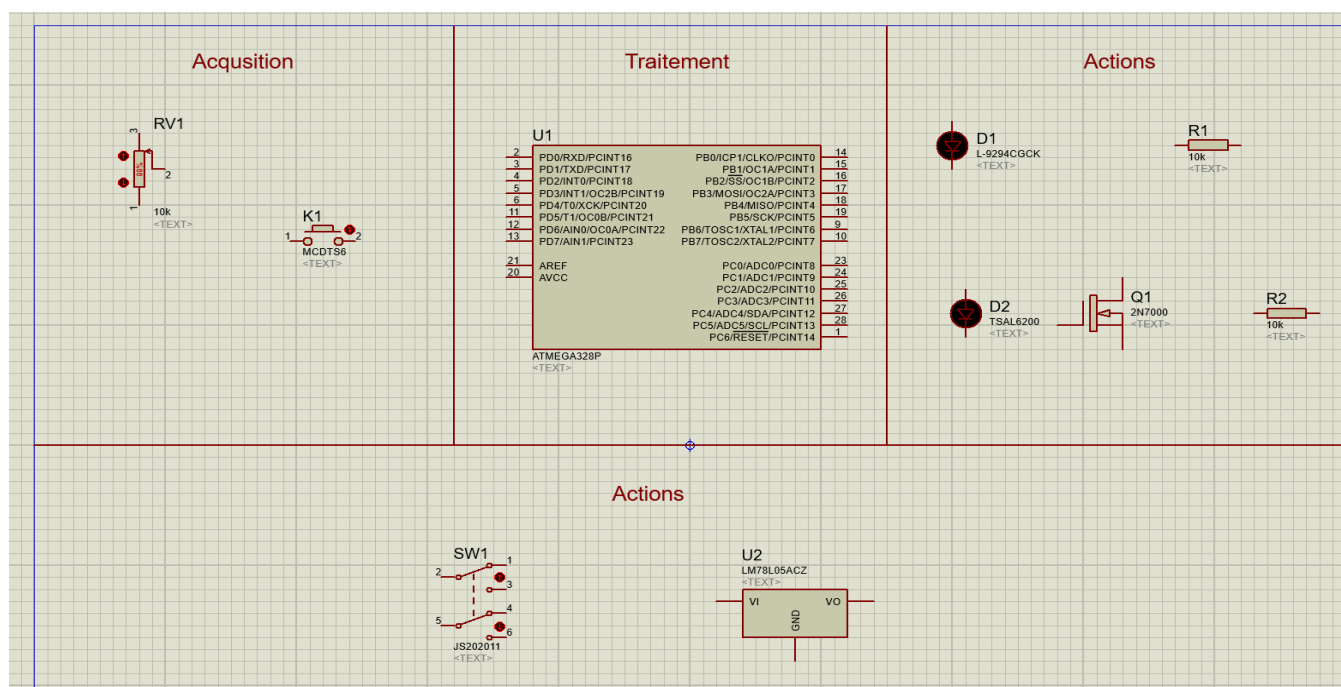 Acqusition
Traitement
Actions
RV1
3
2
1
10k
<TEXT>
K1
1
2
MCDTS6
<TEXT>
U1
2 PD0/RXD/PCINT16
3 PD1/TXD/PCINT17
4 PD2/INT0/PCINT18
5 PD3/INT1/OC2B/PCINT19
6 PD4/T0/XCK/PCINT20
11 PD5/T1/OC0B/PCINT21
12 PD6/AIN0/OC0A/PCINT22
13 PD7/AIN1/PCINT23
21 AREF
20 AVCC
PB0/ICP1/CLKO/PCINT0 14
PB1/OC1A/PCINT1 15
PB2/SS/OC1B/PCINT2 16
PB3/MOSI/OC2A/PCINT3 17
PB4/MISO/PCINT4 18
PB5/SCK/PCINT5 19
PB6/TOSC1/XTAL1/PCINT6 9
PB7/TOSC2/XTAL2/PCINT7 10
PC0/ADC0/PCINT8 23
PC1/ADC1/PCINT9 24
PC2/ADC2/PCINT10 25
PC3/ADC3/PCINT11 26
PC4/ADC4/SDA/PCINT12 27
PC5/ADC5/SCL/PCINT13 28
PC6/RESET/PCINT14 1
ATMEGA328P
<TEXT>
D1
L-9294CGCK
<TEXT>
R1
10k
<TEXT>
D2
TSAL6200
<TEXT>
Q1
2N7000
<TEXT>
R2
10k
<TEXT>
Actions
SW1
1
2
3
4
5
6
JS202011
<TEXT>
U2
LM78L05ACZ
<TEXT>
VI
VO
GND